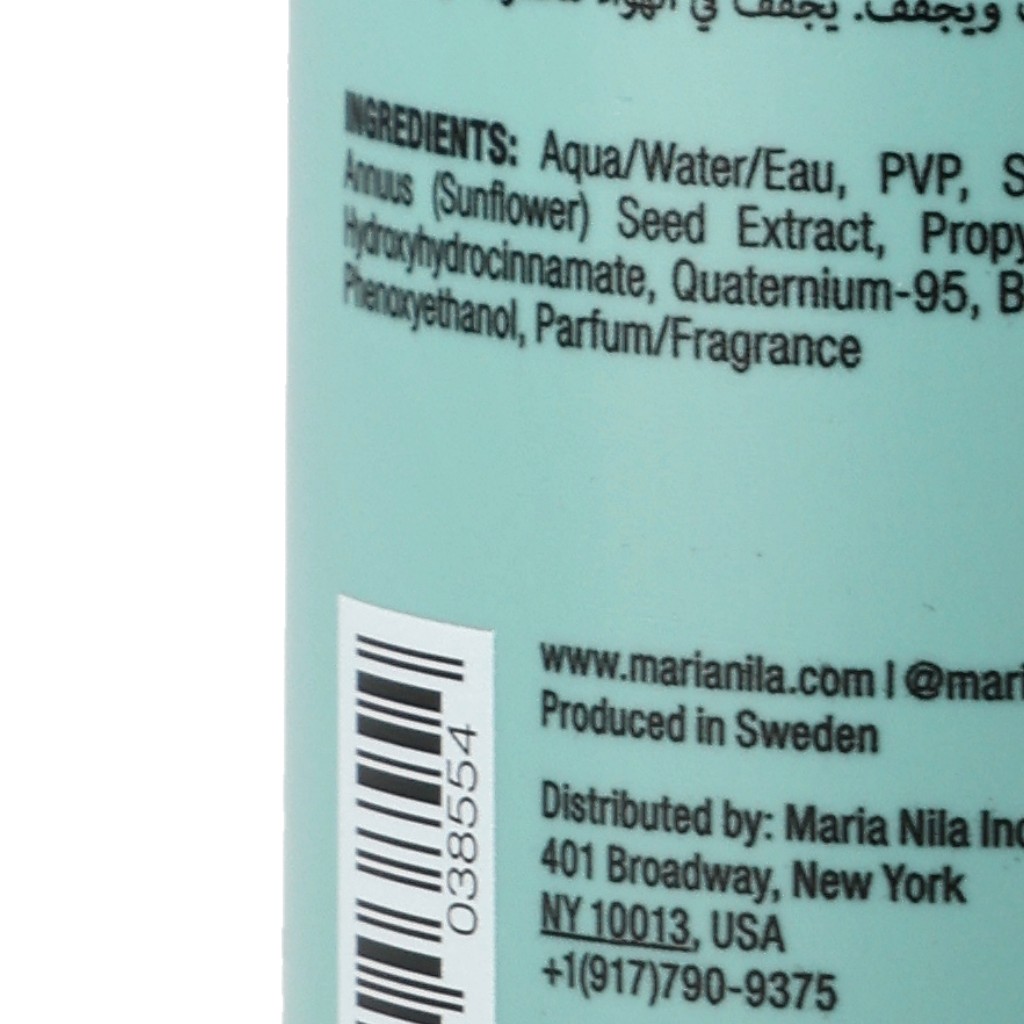 ويجفف. يجفف في الهواء
INGREDIENTS: Aqua/Water/Eau, PVP,
Annuus (Sunflower) Seed Extract,
Hydroxyhydrocinnamate, Quaternium-95,
Phenoxyethanol, Parfum/Fragrance
www.marianila.com | @mari
Produced in Sweden
Distributed by: Maria Nila Inc
401 Broadway, New York
NY 10013, USA
+1(917)790-9375
038554